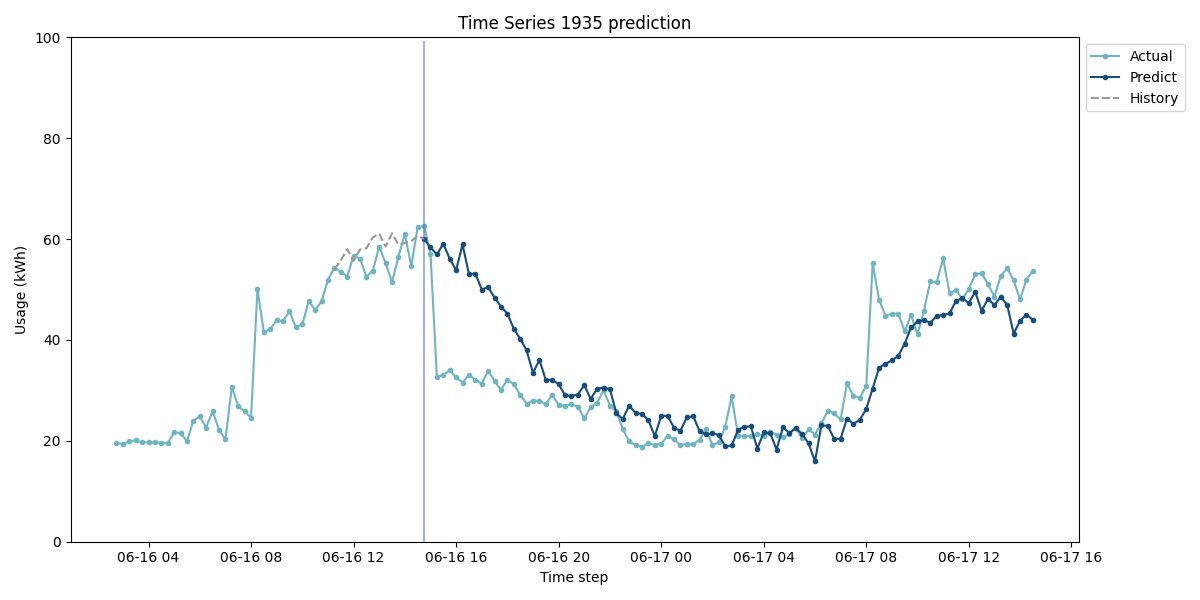 Time Series 1935 prediction
100
80
60
40
20
0
Usage (kWh)
06-16 04
06-16 08
06-16 12
06-16 16
06-16 20
06-17 00
06-17 04
06-17 08
06-17 12
06-17 16
Time step
Actual
Predict
History